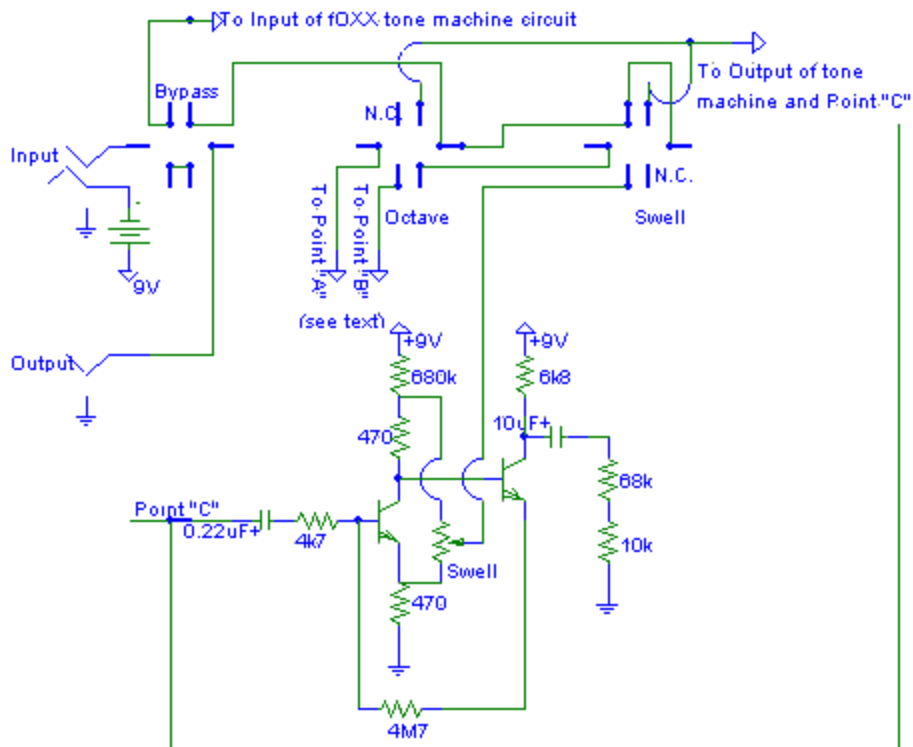 To Input of fOXX tone machine circuit
Bypass
N.C.
To Output of tone
machine and Point "C"
Input
N.C.
To Point "A"
To Point "B"
Octave
Swell
-
9V
(see text)
+9V
+9V
Output
680k
6k8
470
10uF+
68k
Point "C"
0.22uF+
4k7
10k
Swell
470
4M7